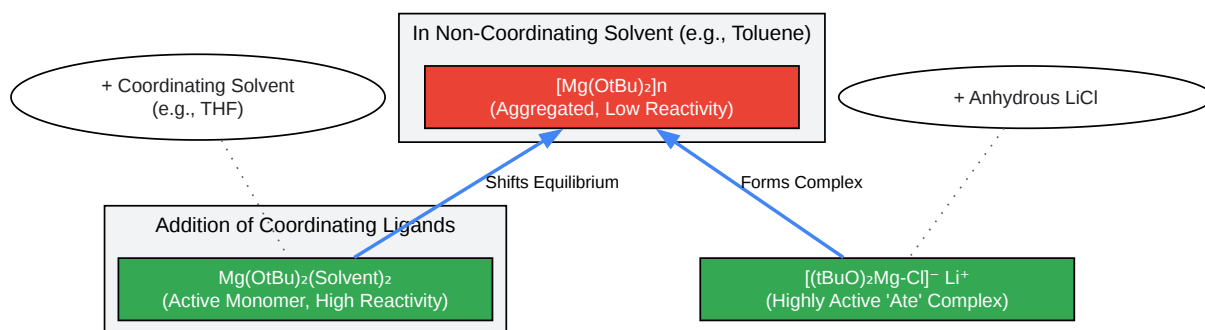 In Non-Coordinating Solvent (e.g., Toluene)
[Mg(OtBu)₂]n
(Aggregated, Low Reactivity)
+ Coordinating Solvent
(e.g., THF)
+ Anhydrous LiCl
Shifts Equilibrium
Forms Complex
Addition of Coordinating Ligands
Mg(OtBu)₂(Solvent)₂
(Active Monomer, High Reactivity)
[(tBuO)₂Mg-Cl]⁻ Li⁺
(Highly Active 'Ate' Complex)